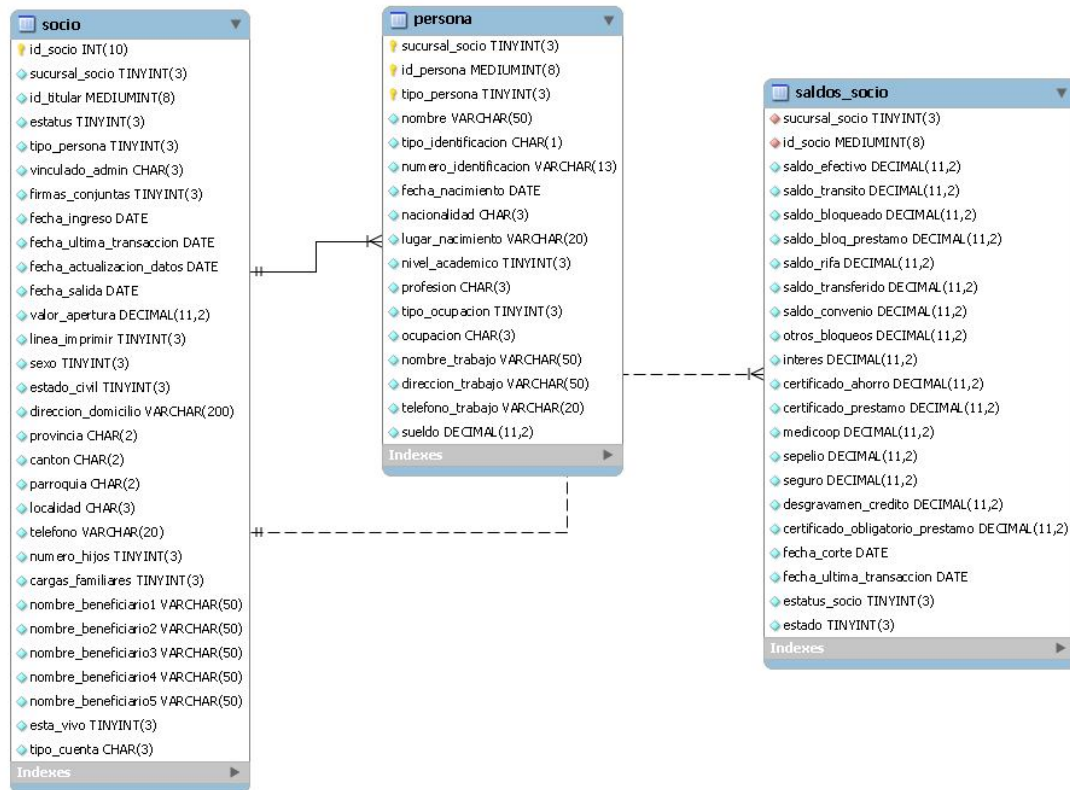 socio
id_socio INT(10)
sucursal_socio TINYINT(3)
id_titular MEDIUMINT(8)
estatus TINYINT(3)
tipo_persona TINYINT(3)
vinculado_admin CHAR(3)
firmas_conjuntas TINYINT(3)
fecha_ingreso DATE
fecha_ultima_transaccion DATE
fecha_actualizacion_datos DATE
fecha_salida DATE
valor_apertura DECIMAL(11,2)
linea_imprimir TINYINT(3)
sexo TINYINT(3)
estado_civil TINYINT(3)
direccion_domicilio VARCHAR(200)
provincia CHAR(2)
canton CHAR(2)
parroquia CHAR(2)
localidad CHAR(3)
telefono VARCHAR(20)
numero_hijos TINYINT(3)
cargas_familiares TINYINT(3)
nombre_beneficiario1 VARCHAR(50)
nombre_beneficiario2 VARCHAR(50)
nombre_beneficiario3 VARCHAR(50)
nombre_beneficiario4 VARCHAR(50)
nombre_beneficiario5 VARCHAR(50)
esta_vivo TINYINT(3)
tipo_cuenta CHAR(3)
Indexes
persona
sucursal_socio TINYINT(3)
id_persona MEDIUMINT(8)
tipo_persona TINYINT(3)
nombre VARCHAR(50)
tipo_identificacion CHAR(1)
numero_identificacion VARCHAR(13)
fecha_nacimiento DATE
nacionalidad CHAR(3)
lugar_nacimiento VARCHAR(20)
nivel_academico TINYINT(3)
profesion CHAR(3)
tipo_ocupacion TINYINT(3)
ocupacion CHAR(3)
nombre_trabajo VARCHAR(50)
direccion_trabajo VARCHAR(50)
telefono_trabajo VARCHAR(20)
sueldo DECIMAL(11,2)
Indexes
saldos_socio
sucursal_socio TINYINT(3)
id_socio MEDIUMINT(8)
saldo_efectivo DECIMAL(11,2)
saldo_transito DECIMAL(11,2)
saldo_bloqueado DECIMAL(11,2)
saldo_bloq_prestamo DECIMAL(11,2)
saldo_rifa DECIMAL(11,2)
saldo_transferido DECIMAL(11,2)
saldo_convenio DECIMAL(11,2)
otros_bloqueos DECIMAL(11,2)
interes DECIMAL(11,2)
certificado_ahorro DECIMAL(11,2)
certificado_prestamo DECIMAL(11,2)
medicoop DECIMAL(11,2)
sepelio DECIMAL(11,2)
seguro DECIMAL(11,2)
desgravamen_credito DECIMAL(11,2)
certificado_obligatorio_prestamo DECIMAL(11,2)
fecha_corte DATE
fecha_ultima_transaccion DATE
estatus_socio TINYINT(3)
estado TINYINT(3)
Indexes